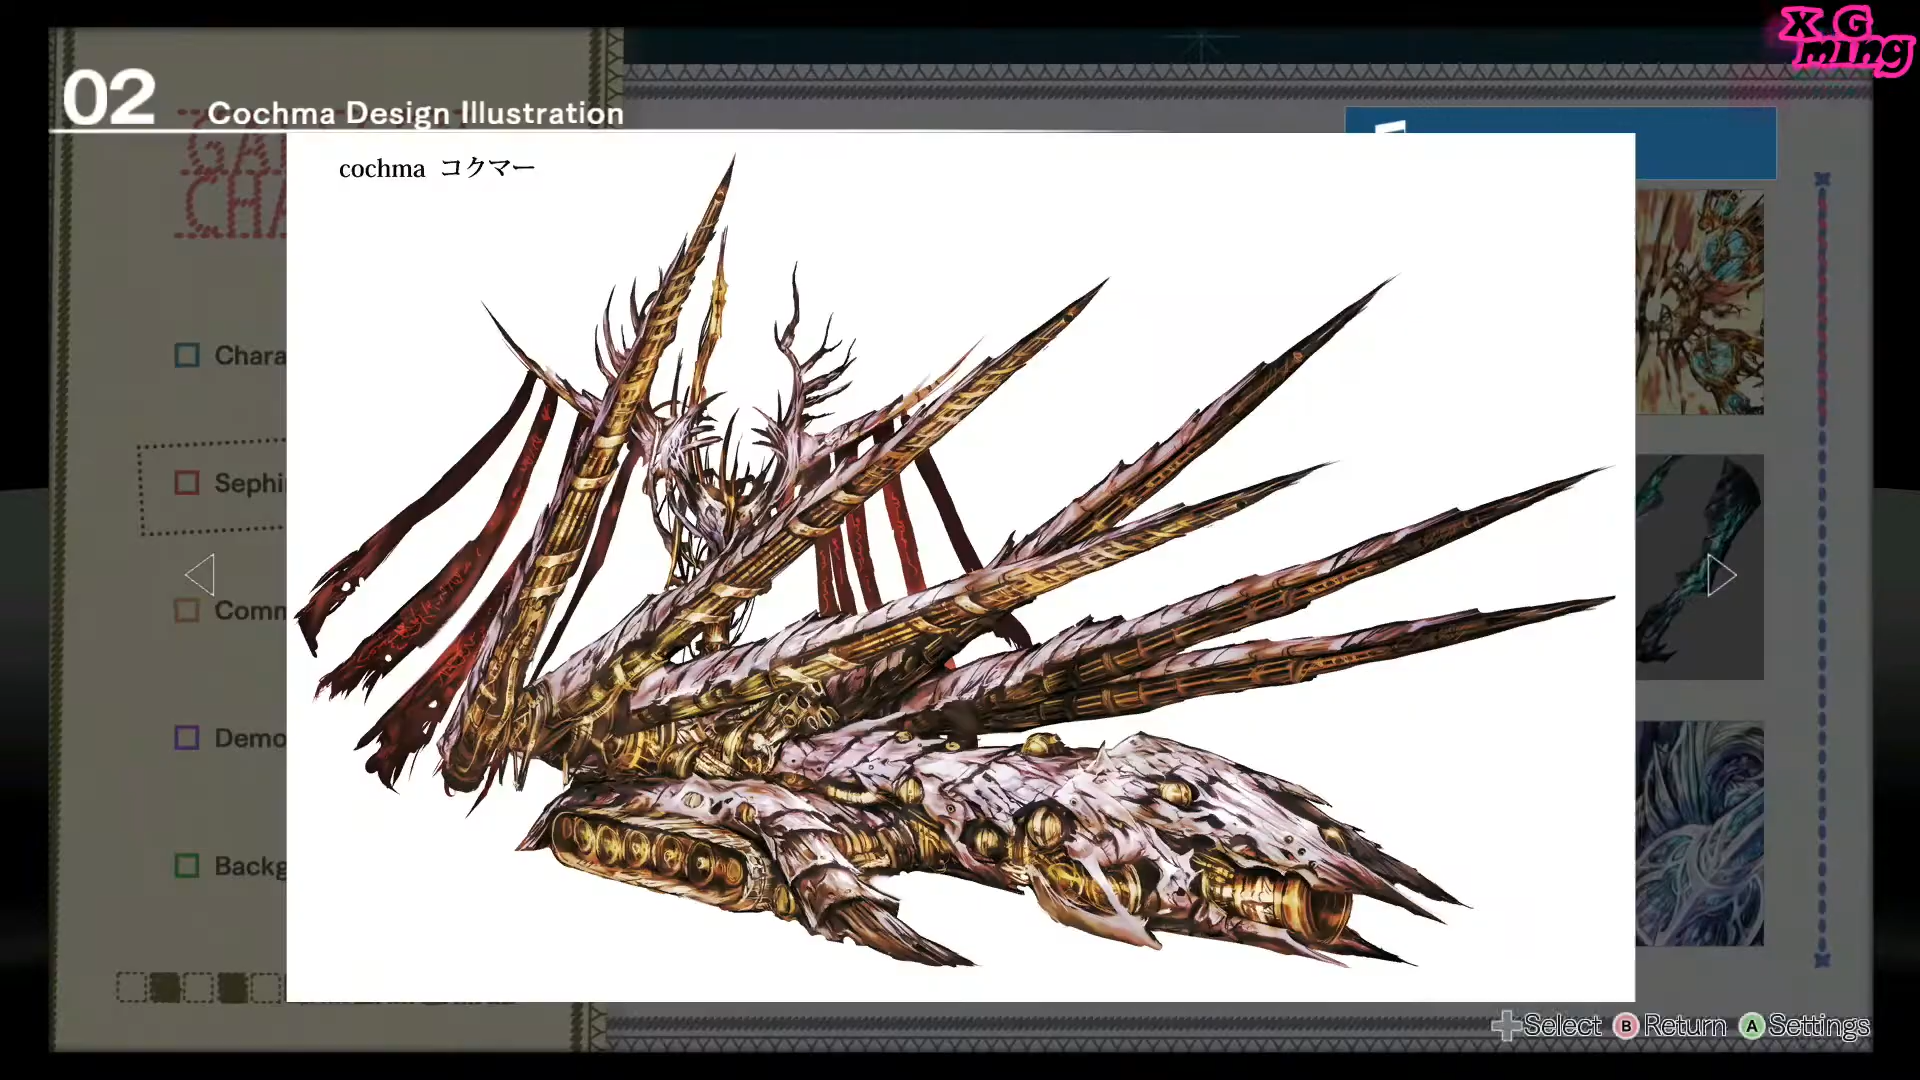 X G
ming
02 Cochma Design Illustration
cochma コクマー
Chara
Sephi
Comm
Demo
Backg
Select B Return A Settings